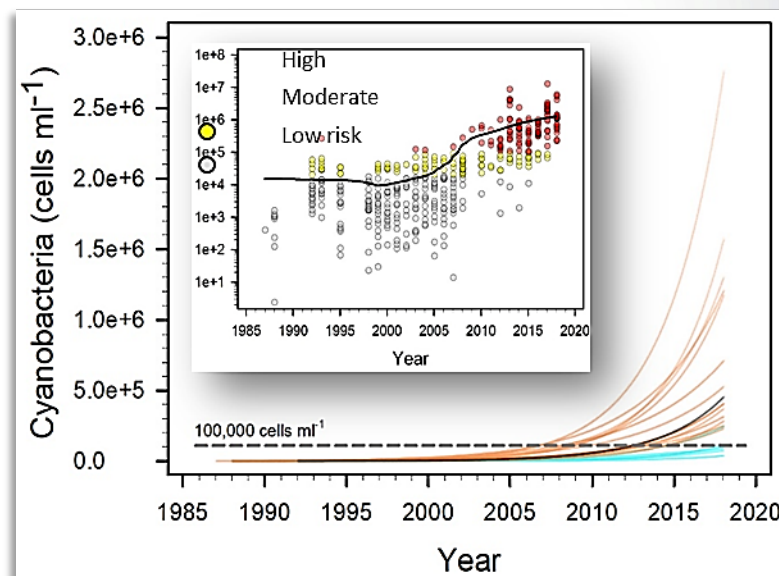 Cyanobacteria (cells ml⁻¹)
3.0e+6
2.5e+6
2.0e+6
1.5e+6
1.0e+6
5.0e+5
0.0
1e+8
1e+7
1e+6
1e+5
1e+4
1e+3
1e+2
1e+1
High
Moderate
Low risk
1985 1990 1995 2000 2005 2010 2015 2020
Year
100,000 cells ml⁻¹
1985 1990 1995 2000 2005 2010 2015 2020
Year